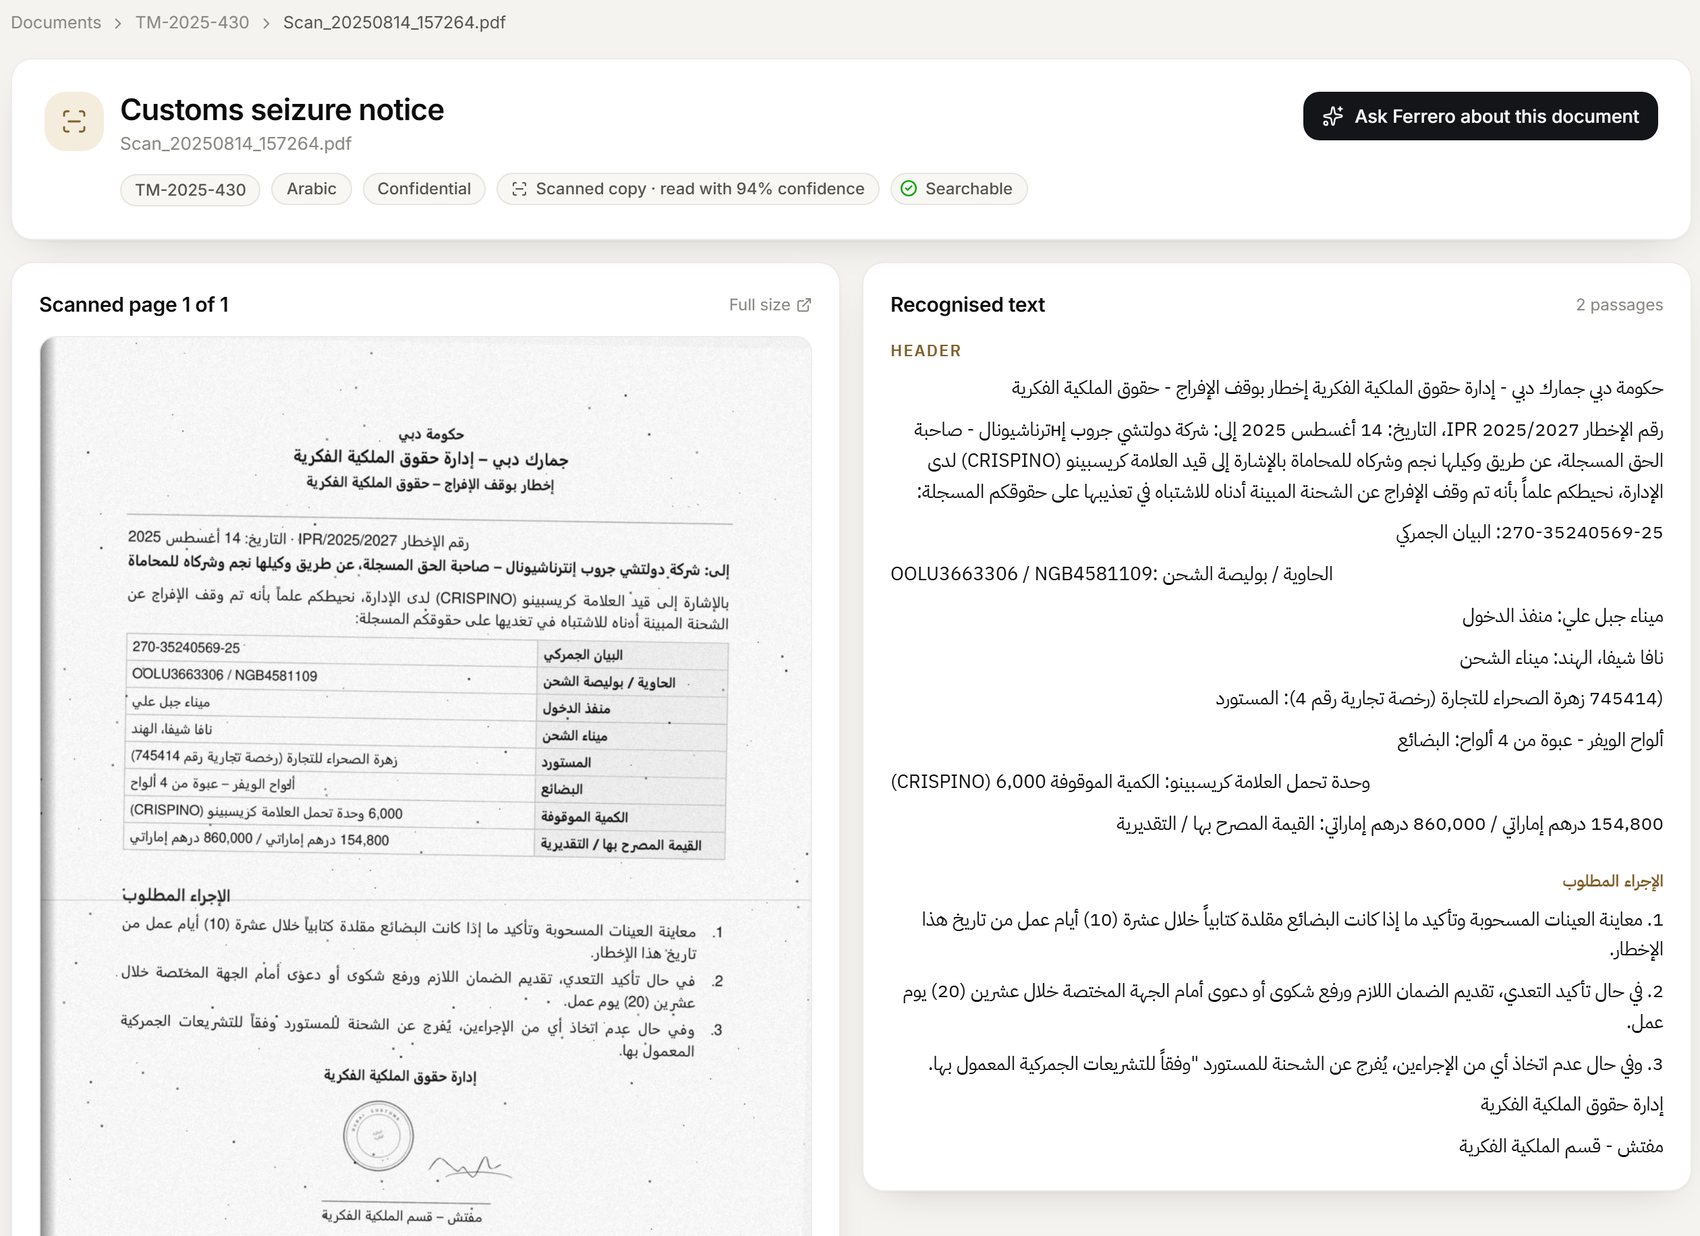 Documents > TM-2025-430 > Scan_20250814_157264.pdf
Customs seizure notice
Scan_20250814_157264.pdf
Ask Ferrero about this document
TM-2025-430
Arabic
Confidential
Scanned copy · read with 94% confidence
Searchable
Scanned page 1 of 1
Full size
حكومة دبي
جمارك دبي – إدارة حقوق الملكية الفكرية
إخطار بوقف الإفراج – حقوق الملكية الفكرية
رقم الإخطار IPR/2025/2027 · التاريخ: 14 أغسطس 2025
إلى: شركة دولتشي جروب إنترناشيونال – صاحبة الحق المسجلة، عن طريق وكيلها نجم وشركاه للمحاماة
بالإشارة إلى قيد العلامة كريسبينو (CRISPINO) لدى الإدارة، نحيطكم علماً بأنه تم وقف الإفراج عن
الشحنة المبينة أدناه للاشتباه في تعديها على حقوقكم المسجلة:
البيان الجمركي 270-35240569-25
الحاوية / بوليصة الشحن OOLU3663306 / NGB4581109
منفذ الدخول ميناء جبل علي
ميناء الشحن نافا شيفا، الهند
المستورد زهرة الصحراء للتجارة (رخصة تجارية رقم 745414)
البضائع ألواح الويفر – عبوة من 4 ألواح
الكمية الموقوفة 6,000 وحدة تحمل العلامة كريسبينو (CRISPINO)
القيمة المصرح بها / التقديرية 154,800 درهم إماراتي / 860,000 درهم إماراتي
الإجراء المطلوب
1. معاينة العينات المسحوبة وتأكيد ما إذا كانت البضائع مقلدة كتابياً خلال عشرة (10) أيام عمل من
تاريخ هذا الإخطار.
2. في حال تأكيد التعدي، تقديم الضمان اللازم ورفع شكوى أو دعوى أمام الجهة المختصة خلال
عشرين (20) يوم عمل.
3. وفي حال عدم اتخاذ أي من الإجراءين، يُفرج عن الشحنة للمستورد وفقاً للتشريعات الجمركية
المعمول بها.
إدارة حقوق الملكية الفكرية
مفتش – قسم الملكية الفكرية
Recognised text
2 passages
HEADER
حكومة دبي جمارك دبي - إدارة حقوق الملكية الفكرية إخطار بوقف الإفراج - حقوق الملكية الفكرية
رقم الإخطار IPR 2025/2027، التاريخ: 14 أغسطس 2025 إلى: شركة دولتشي جروب إнترناشيونال - صاحبة
الحق المسجلة، عن طريق وكيلها نجم وشركاه للمحاماة بالإشارة إلى قيد العلامة كريسبينو (CRISPINO) لدى
الإدارة، نحيطكم علماً بأنه تم وقف الإفراج عن الشحنة المبينة أدناه للاشتباه في تعذيبها على حقوقكم المسجلة:
270-35240569-25: البيان الجمركي
OOLU3663306 / NGB4581109: الحاوية / بوليصة الشحن
ميناء جبل علي: منفذ الدخول
نافا شيفا، الهند: ميناء الشحن
745414) زهرة الصحراء للتجارة (رخصة تجارية رقم 4): المستورد
ألواح الويفر - عبوة من 4 ألواح: البضائع
(CRISPINO) 6,000 وحدة تحمل العلامة كريسبينو: الكمية الموقوفة
154,800 درهم إماراتي / 860,000 درهم إماراتي: القيمة المصرح بها / التقديرية
الإجراء المطلوب
1. معاينة العينات المسحوبة وتأكيد ما إذا كانت البضائع مقلدة كتابياً خلال عشرة (10) أيام عمل من تاريخ هذا
الإخطار.
2. في حال تأكيد التعدي، تقديم الضمان اللازم ورفع شكوى أو دعوى أمام الجهة المختصة خلال عشرين (20) يوم
عمل.
3. وفي حال عدم اتخاذ أي من الإجراءين، يُفرج عن الشحنة للمستورد "وفقاً للتشريعات الجمركية المعمول بها.
إدارة حقوق الملكية الفكرية
مفتش - قسم الملكية الفكرية